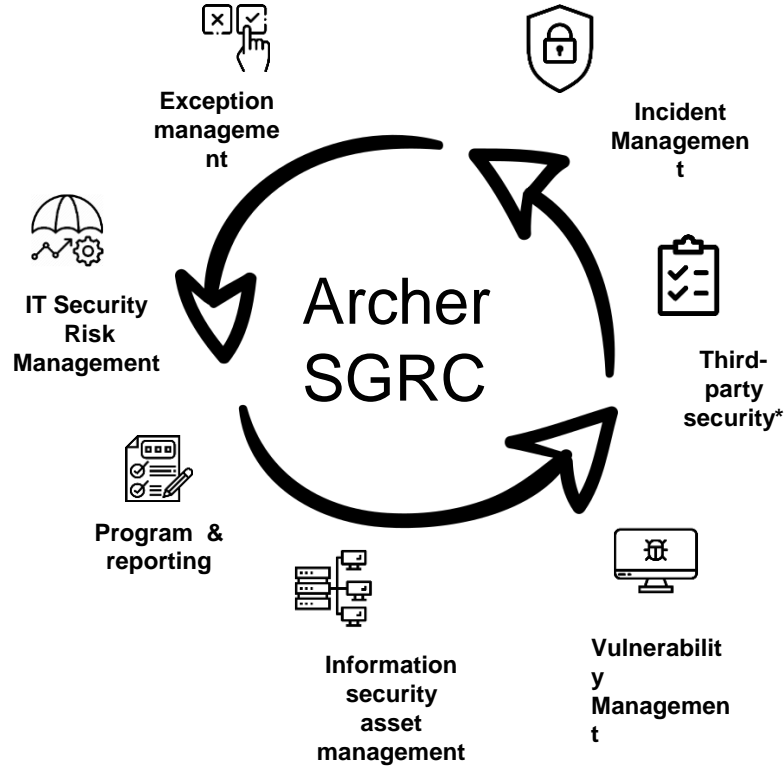 Exception
manageme
nt
Incident
Managemen
t
IT Security
Risk
Management
Archer
SGRC
Third-
party
security*
Program & 
reporting
Information
security
asset
management
Vulnerabilit
y
Managemen
t